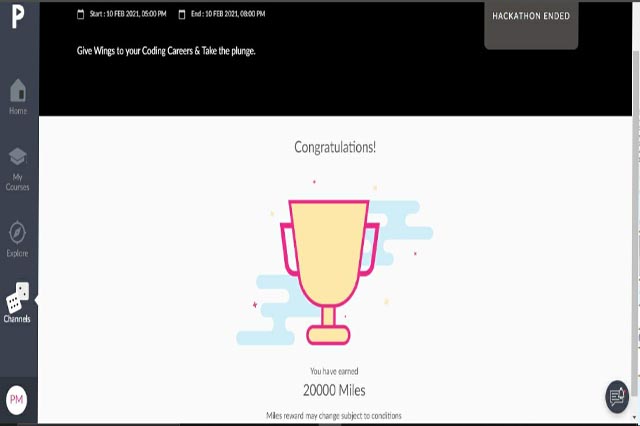 P
Start : 10 FEB 2021, 05:00 PM End : 10 FEB 2021, 08:00 PM
HACKATHON ENDED
Give Wings to your Coding Careers & Take the plunge.
Home
My
Courses
Explore
Channels
PM
Congratulations!
You have earned
20000 Miles
Miles reward may change subject to conditions